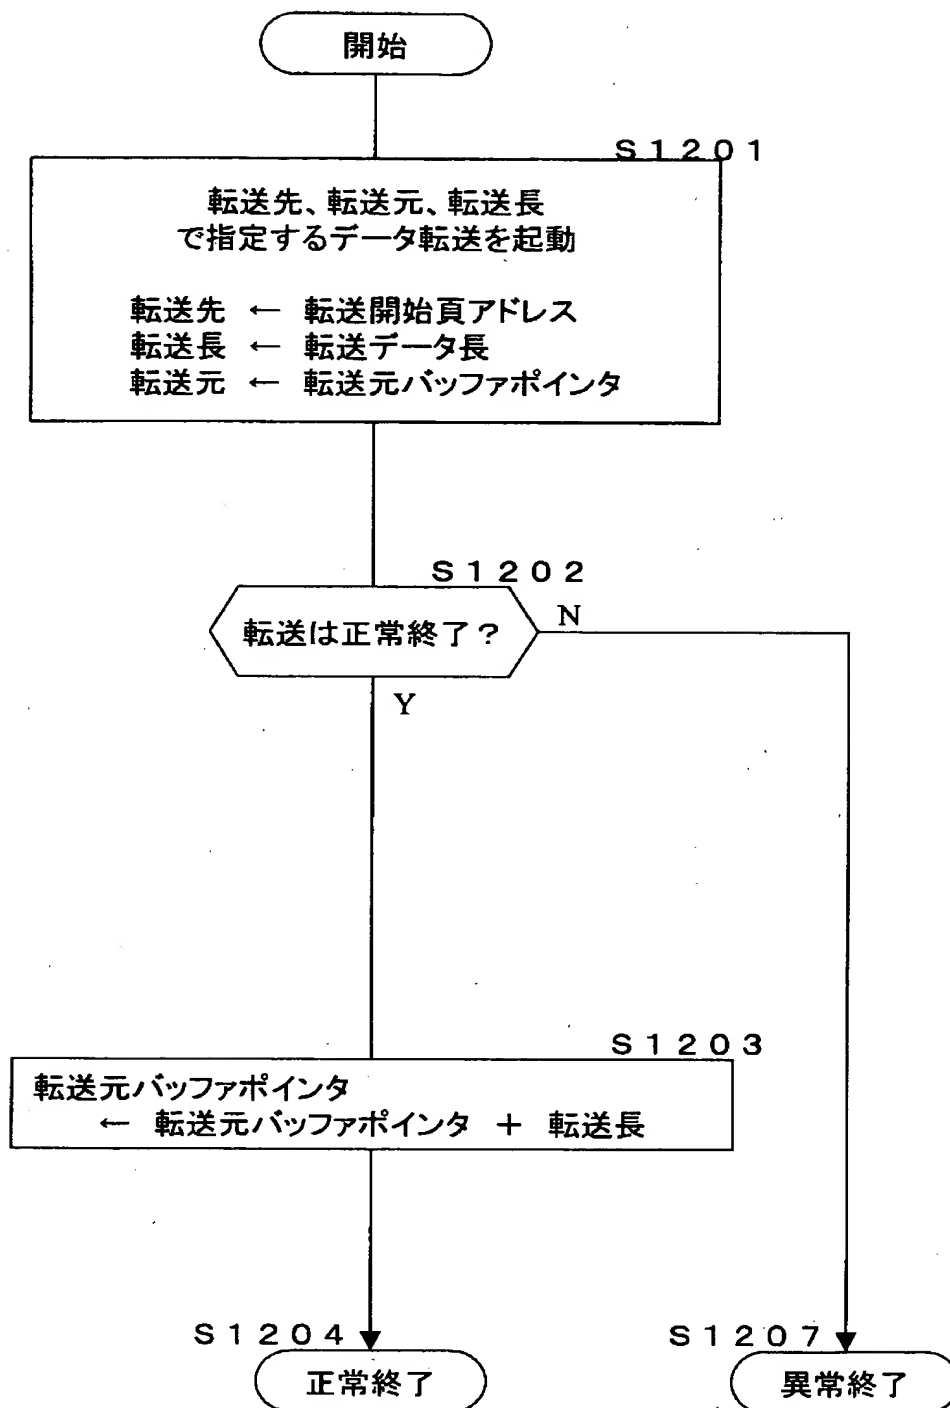 開始
S1201
転送先、転送元、転送長
で指定するデータ転送を起動
転送先 ← 転送開始頁アドレス
転送長 ← 転送データ長
転送元 ← 転送元バッファポインタ
S1202
転送は正常終了？
N
Y
S1203
転送元バッファポインタ
← 転送元バッファポインタ ＋ 転送長
S1204
正常終了
S1207
異常終了